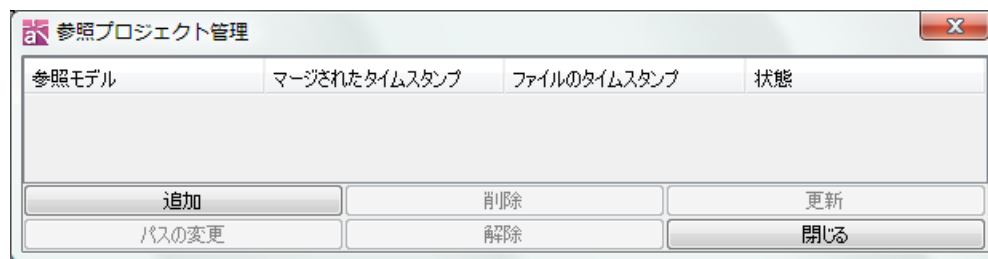 参照プロジェクト管理
参照モデル マージされたタイムスタンプ ファイルのタイムスタンプ 状態
追加 削除 更新
パスの変更 解除 閉じる